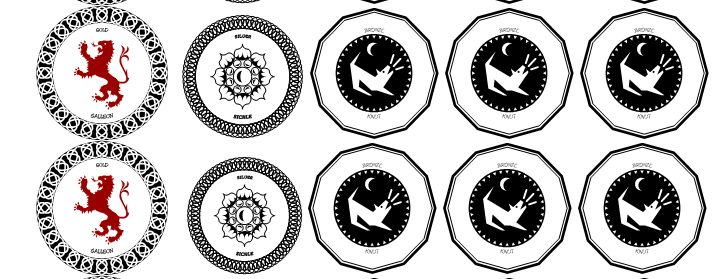 GOLD
GALLEON
SILVER
SICKLE
BRONZE
KNUT
BRONZE
KNUT
BRONZE
KNUT
GOLD
GALLEON
SILVER
SICKLE
BRONZE
KNUT
BRONZE
KNUT
BRONZE
KNUT